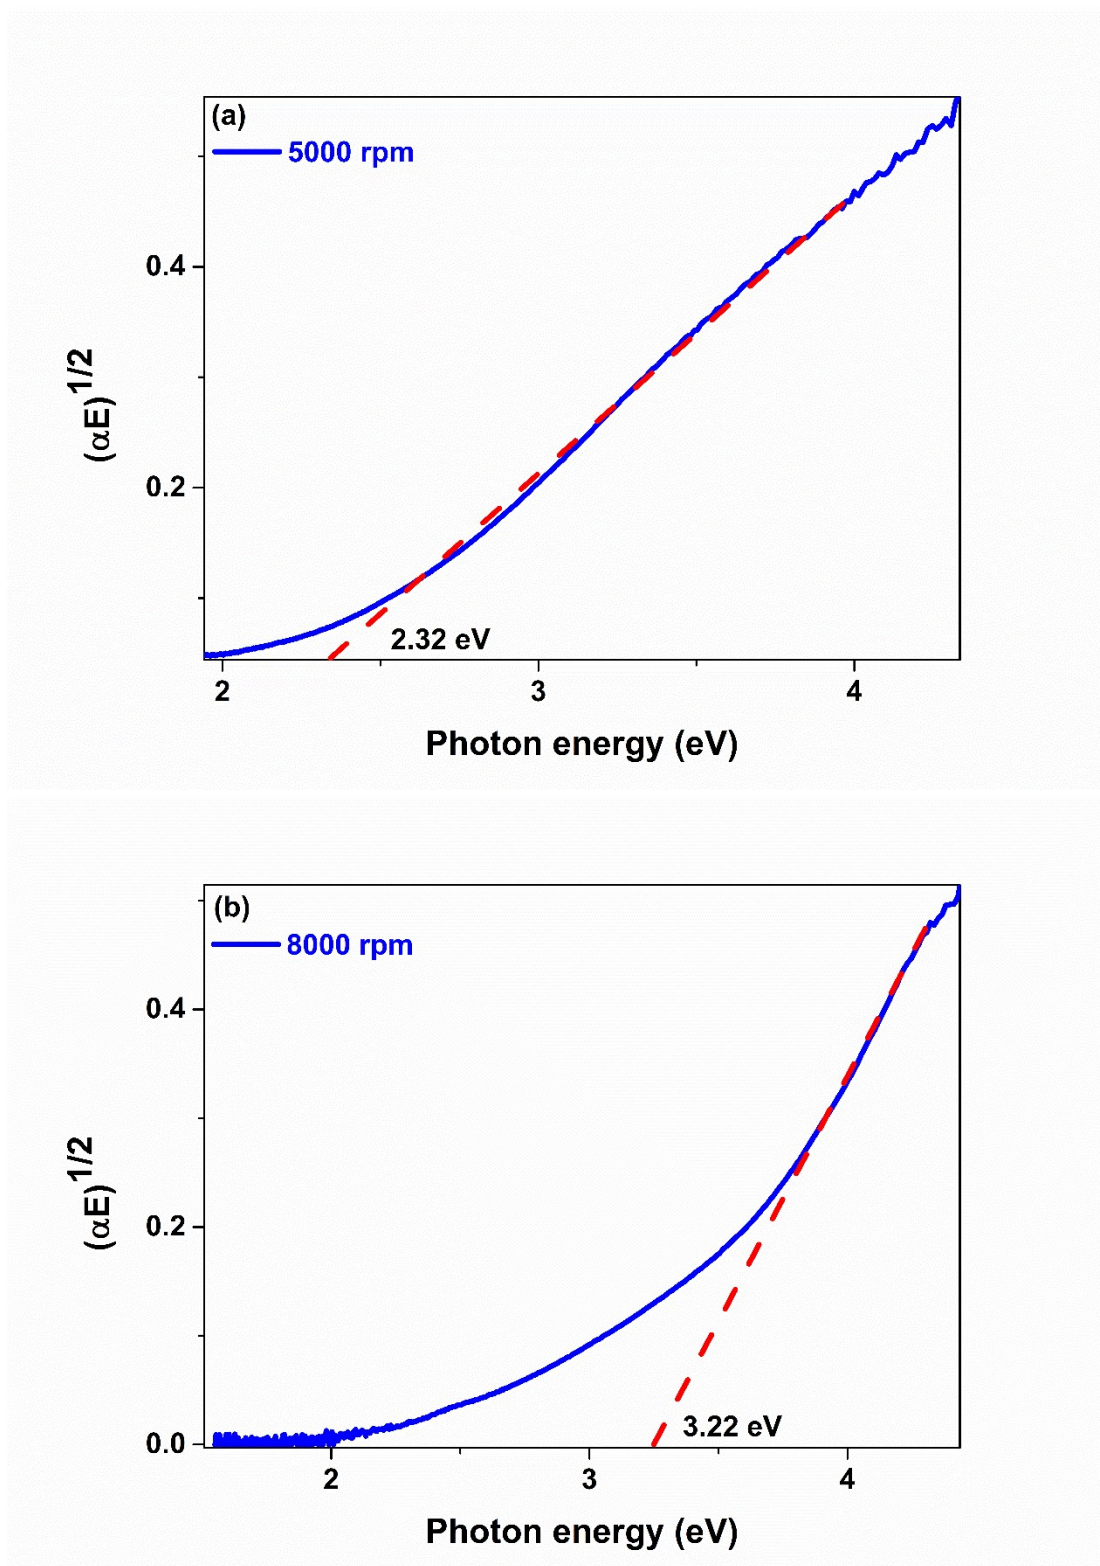 (a)
5000 rpm
0.4
0.2
(αE)1/2
2.32 eV
2 3 4
Photon energy (eV)
(b)
8000 rpm
0.4
0.2
0.0
(αE)1/2
3.22 eV
2 3 4
Photon energy (eV)